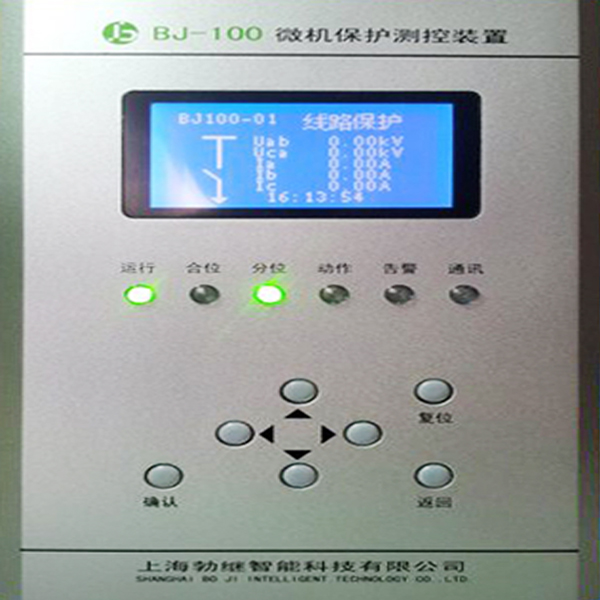 BJ-100 微机保护测控装置
BJ100-01 线路保护
Uab 0.00kV
Uca 0.00kV
Ia 0.00A
Ib 0.00A
Ic 0.00A
16:13:54
运行 合位 分位 动作 告警 通讯
复位
确认 返回
上海勃继智能科技有限公司
SHANGHAI BO JI INTELLIGENT TECHNOLOGY CO.,LTD